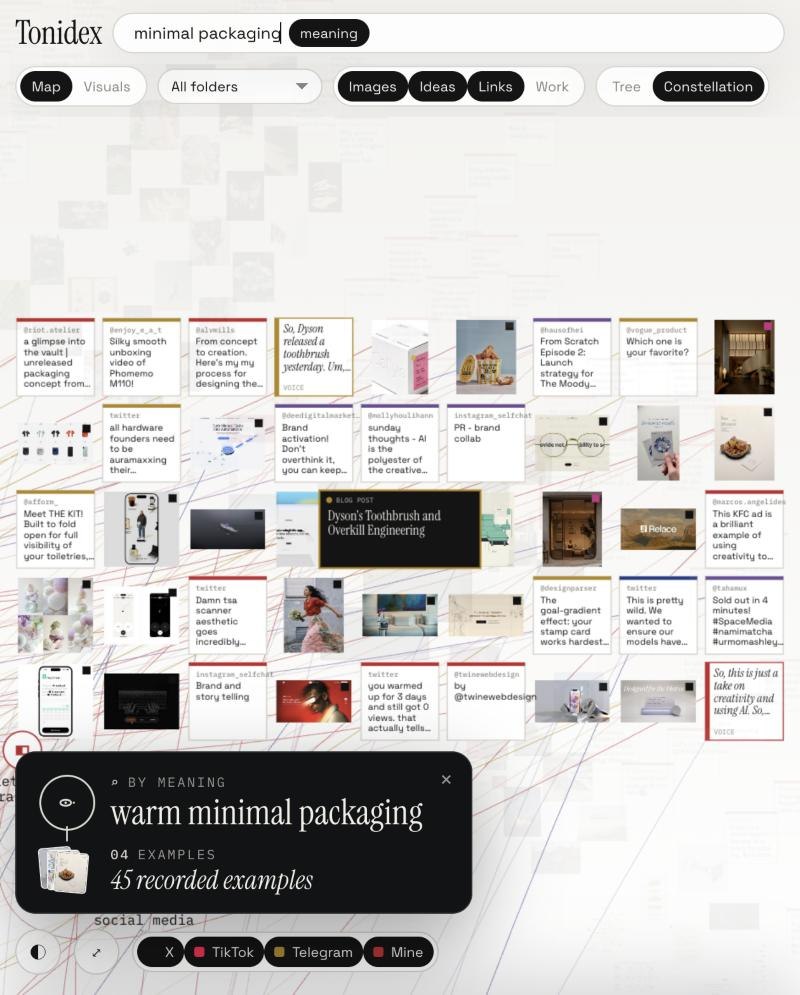 Tonidex
minimal packaging
meaning
Map
Visuals
All folders
Images
Ideas
Links
Work
Tree
Constellation
@riot.atelier
a glimpse into
the vault |
unreleased
packaging
concept from...
@enjoy_e_a_t
Silky smooth
unboxing
video of
Phomemo
M110!
@alvmills
From concept
to creation.
Here's my my
process for
designing the...
So, Dyson
released a
toothbrush
yesterday. Um,...
VOICE
@hausofhei
From Scratch
Episode 2:
Launch
strategy for
The Moody...
@vogue_product
Which one is
your favorite?
twitter
all hardware
founders need
to be
auramaxxing
their...
@deedigitalmarket.
Brand
activation!
Don't
overthink it,
you can keep...
@mollyhoulihann
sunday
thoughts - AI
is the
polyester of
the creative...
instagram_selfchat
PR - brand
collab
@afform_
Meet THE KIT!
Built to fold
open for full
visibility of
your toiletries,...
BLOG POST
Dyson's Toothbrush and
Overkill Engineering
Relace
@marcos.angelides
This KFC ad is
a brilliant
example of
using
creativity to...
twitter
Damn tsa
scanner
aesthetic
goes
incredibly...
@designparser
The
goal-gradient
effect: your
stamp card
works hardest...
twitter
This is pretty
wild. We
wanted to
ensure our
models have...
@tahamux
Sold out in 4
minutes!
#SpaceMedia
#namimatcha
#urmomashley...
instagram_selfchat
Brand and
story telling
twitter
you warmed
up for 3 days
and still got 0
views. that
actually tells...
@twinewebdesign
by
@twinewebdesign
So, this is just a
take on
creativity and
using AI. So,...
VOICE
BY MEANING
warm minimal packaging
04 EXAMPLES
45 recorded examples
social media
X
TikTok
Telegram
Mine